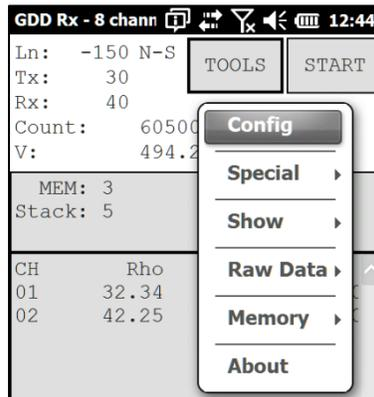 GDD Rx - 8 chann 12:44
Ln: -150 N-S
Tx: 30
Rx: 40
Count: 60500
V: 494.2
TOOLS
START
Config
Special
Show
Raw Data
Memory
About
MEM: 3
Stack: 5
CH Rho
01 32.34
02 42.25